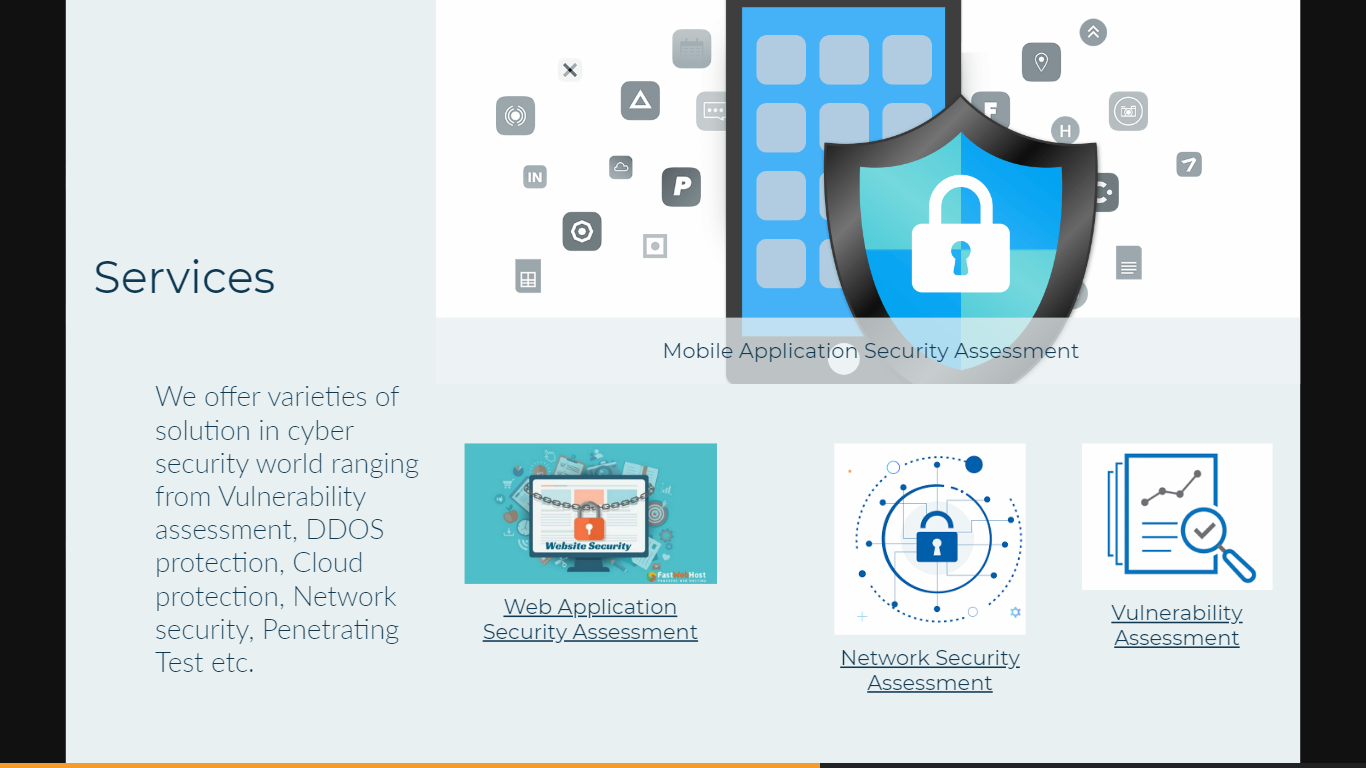 Services
We offer varieties of
solution in cyber
security world ranging
from Vulnerability
assessment, DDOS
protection, Cloud
protection, Network
security, Penetrating
Test etc.
IN
P
F
H
Mobile Application Security Assessment
Website Security
FastWebHost
Web Application
Security Assessment
Network Security
Assessment
Vulnerability
Assessment